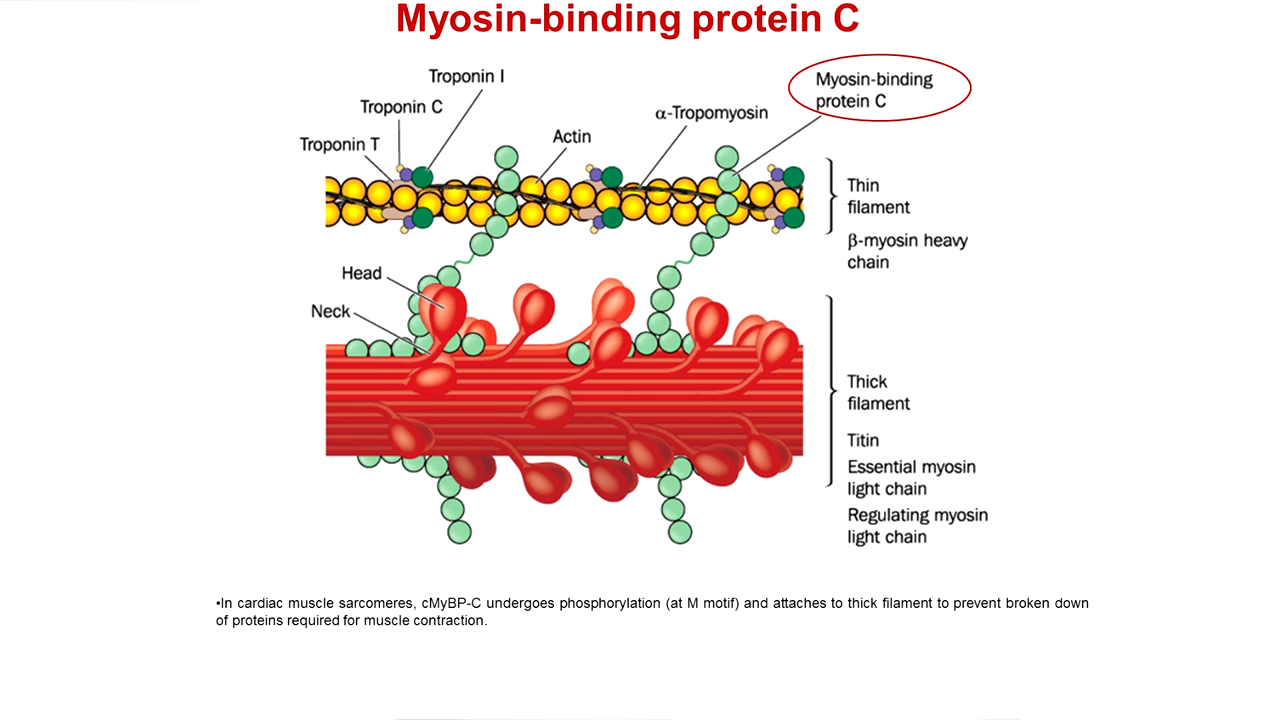 Myosin-binding protein C
Troponin I
Troponin C
Troponin T
Actin
α-Tropomyosin
Myosin-binding
protein C
Thin
filament
β-myosin heavy
chain
Head
Neck
Thick
filament
Titin
Essential myosin
light chain
Regulating myosin
light chain
•In cardiac muscle sarcomeres, cMyBP-C undergoes phosphorylation (at M motif) and attaches to thick filament to prevent broken down
of proteins required for muscle contraction.